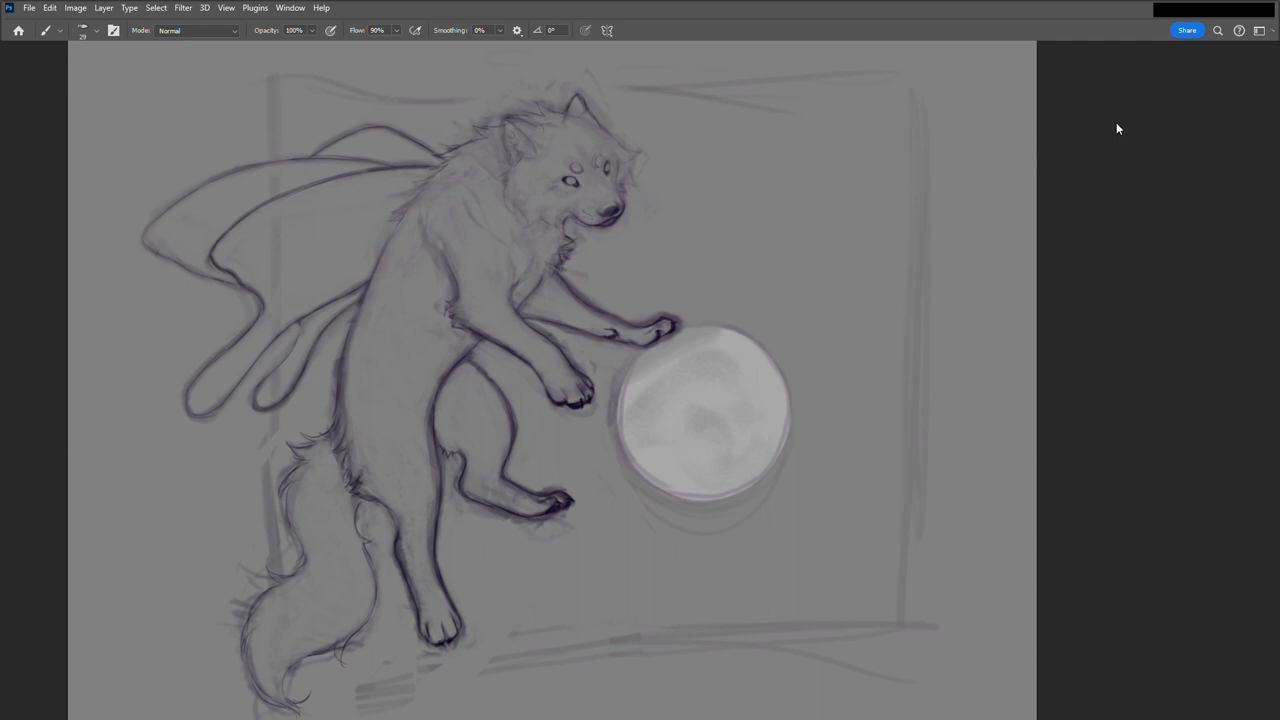 Ps File Edit Image Layer Type Select Filter 3D View Plugins Window Help
29 Mode: Normal Opacity: 100% Flow: 90% Smoothing: 0% 0° Share